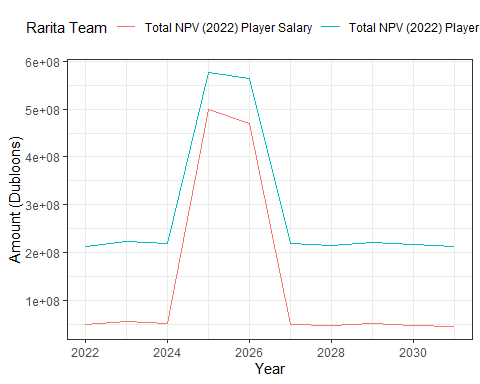 Rarita Team Total NPV (2022) Player Salary Total NPV (2022) Player
6e+08
5e+08
4e+08
3e+08
2e+08
1e+08
Amount (Dubloons)
2022 2024 2026 2028 2030
Year